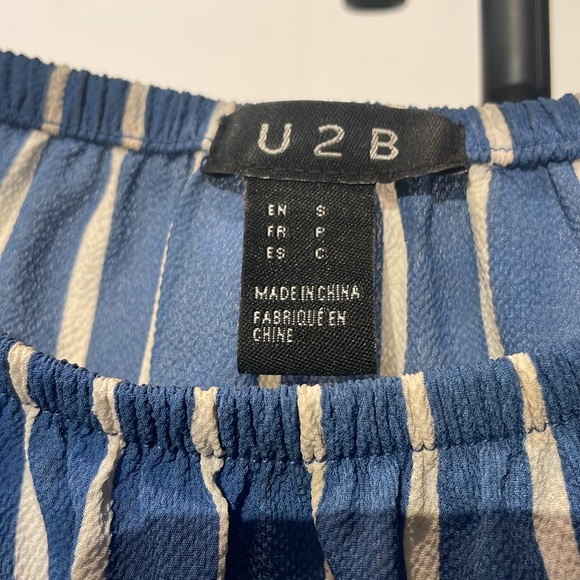 U2B
EN S
FR P
ES C
MADE IN CHINA
FABRIQUÉ EN
CHINE